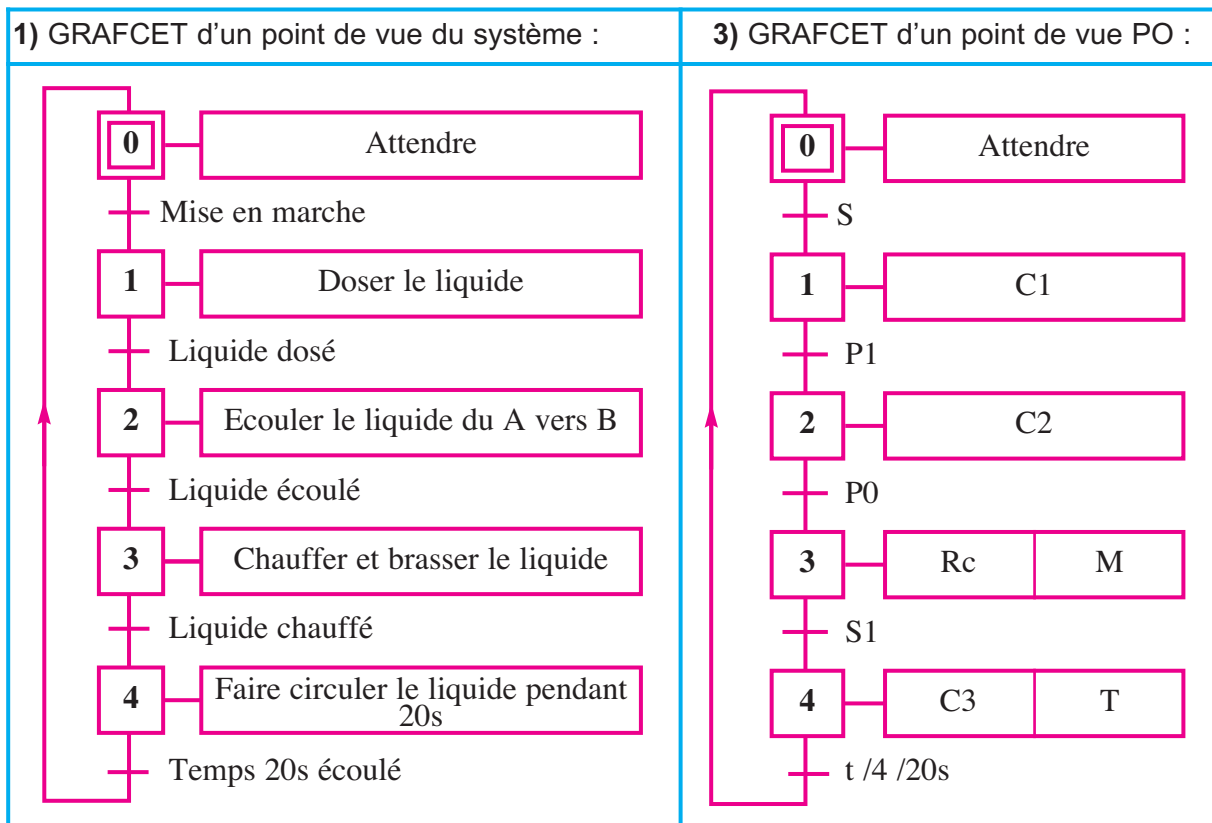 1) GRAFCET d'un point de vue du système :
0
Attendre
Mise en marche
1
Doser le liquide
Liquide dosé
2
Ecouler le liquide du A vers B
Liquide écoulé
3
Chauffer et brasser le liquide
Liquide chauffé
4
Faire circuler le liquide pendant
20s
Temps 20s écoulé
3) GRAFCET d'un point de vue PO :
0
Attendre
S
1
C1
P1
2
C2
P0
3
Rc
M
S1
4
C3
T
t /4 /20s